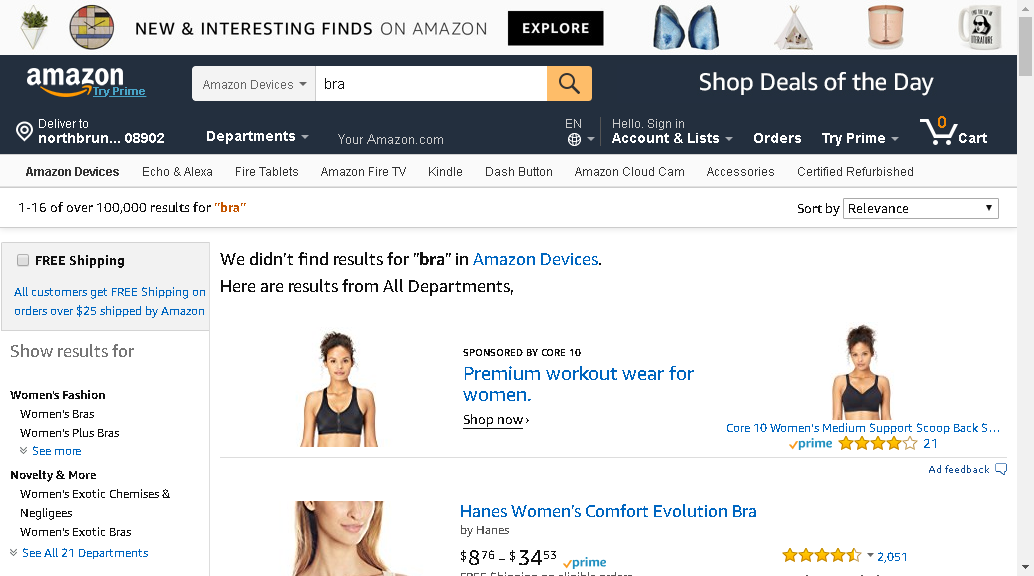 NEW & INTERESTING FINDS ON AMAZON EXPLORE
amazon
Try Prime
Amazon Devices bra
Shop Deals of the Day
Deliver to
northbrun... 08902
Departments
Your Amazon.com
EN
Hello. Sign in
Account & Lists
Orders
Try Prime
0
Cart
Amazon Devices Echo & Alexa Fire Tablets Amazon Fire TV Kindle Dash Button Amazon Cloud Cam Accessories Certified Refurbished
1-16 of over 100,000 results for "bra"
Sort by Relevance
FREE Shipping
All customers get FREE Shipping on
orders over $25 shipped by Amazon
Show results for
Women's Fashion
Women's Bras
Women's Plus Bras
See more
Novelty & More
Women's Exotic Chemises &
Negligees
Women's Exotic Bras
See All 21 Departments
We didn't find results for "bra" in Amazon Devices.
Here are results from All Departments,
SPONSORED BY CORE 10
Premium workout wear for
women.
Shop now ›
Core 10 Women's Medium Support Scoop Back S...
prime 21
Ad feedback
Hanes Women's Comfort Evolution Bra
by Hanes
$8.76 - $34.53 prime
2,051
FREE Shipping on eligible orders